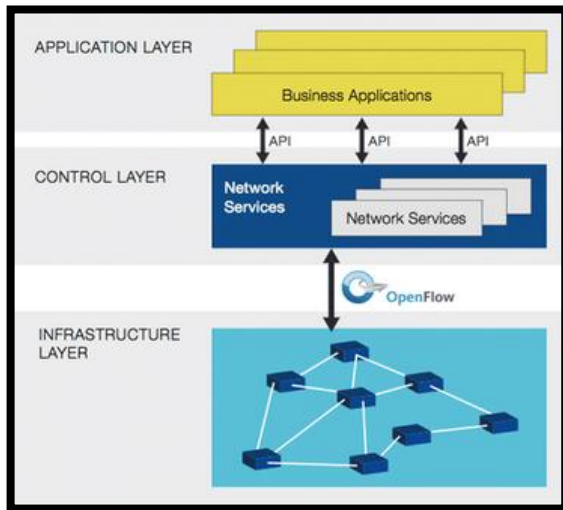 APPLICATION LAYER
Business Applications
API
API
API
CONTROL LAYER
Network
Services
Network Services
OpenFlow
INFRASTRUCTURE
LAYER